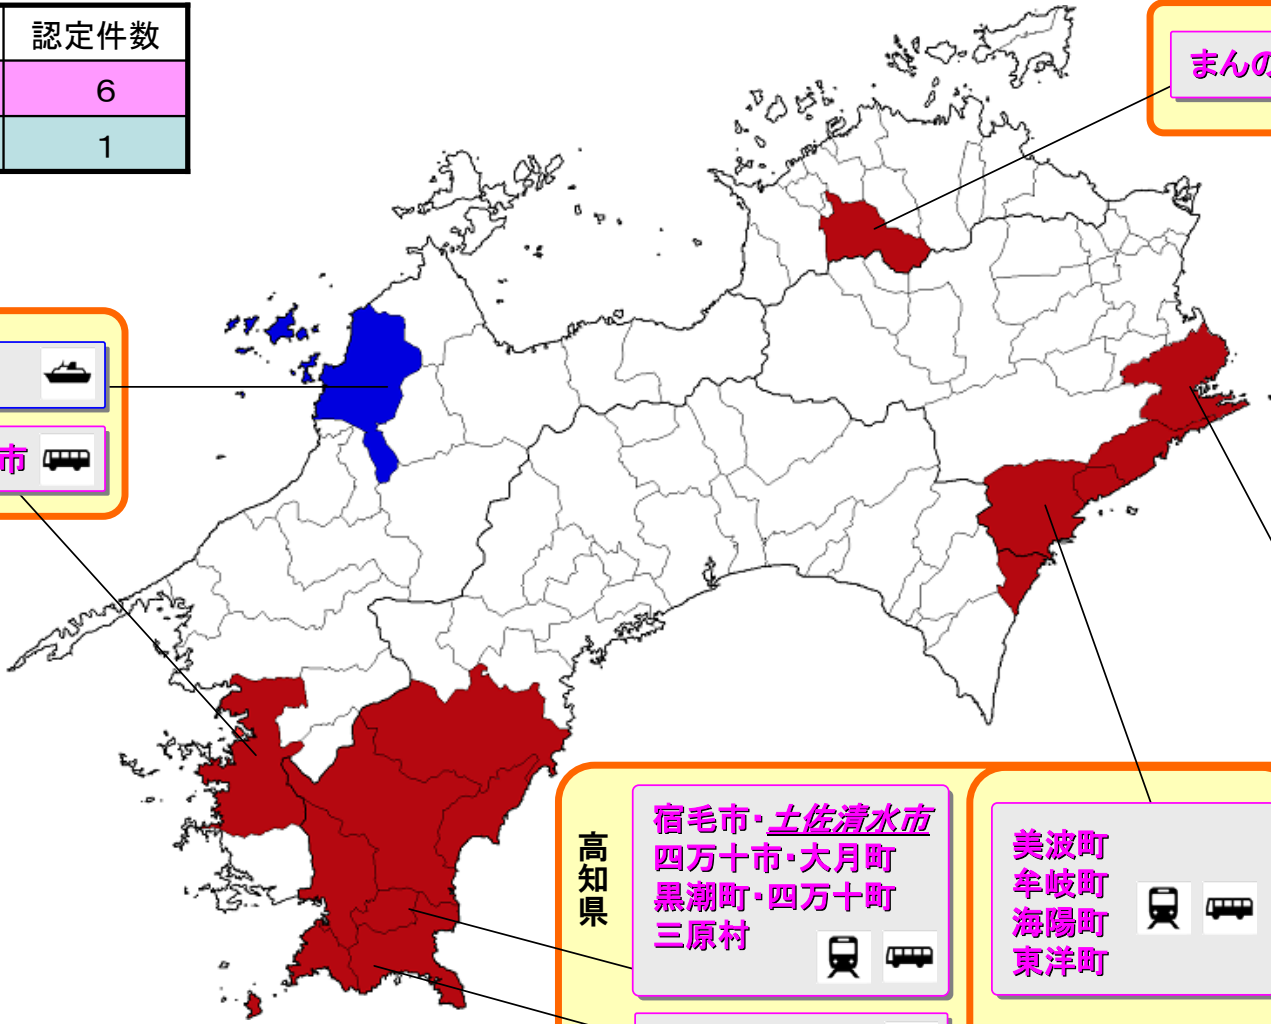 認定件数
6
1
まんの
市
高知県
宿毛市・土佐清水市
四万十市・大月町
黒潮町・四万十町
三原村
美波町
牟岐町
海陽町
東洋町